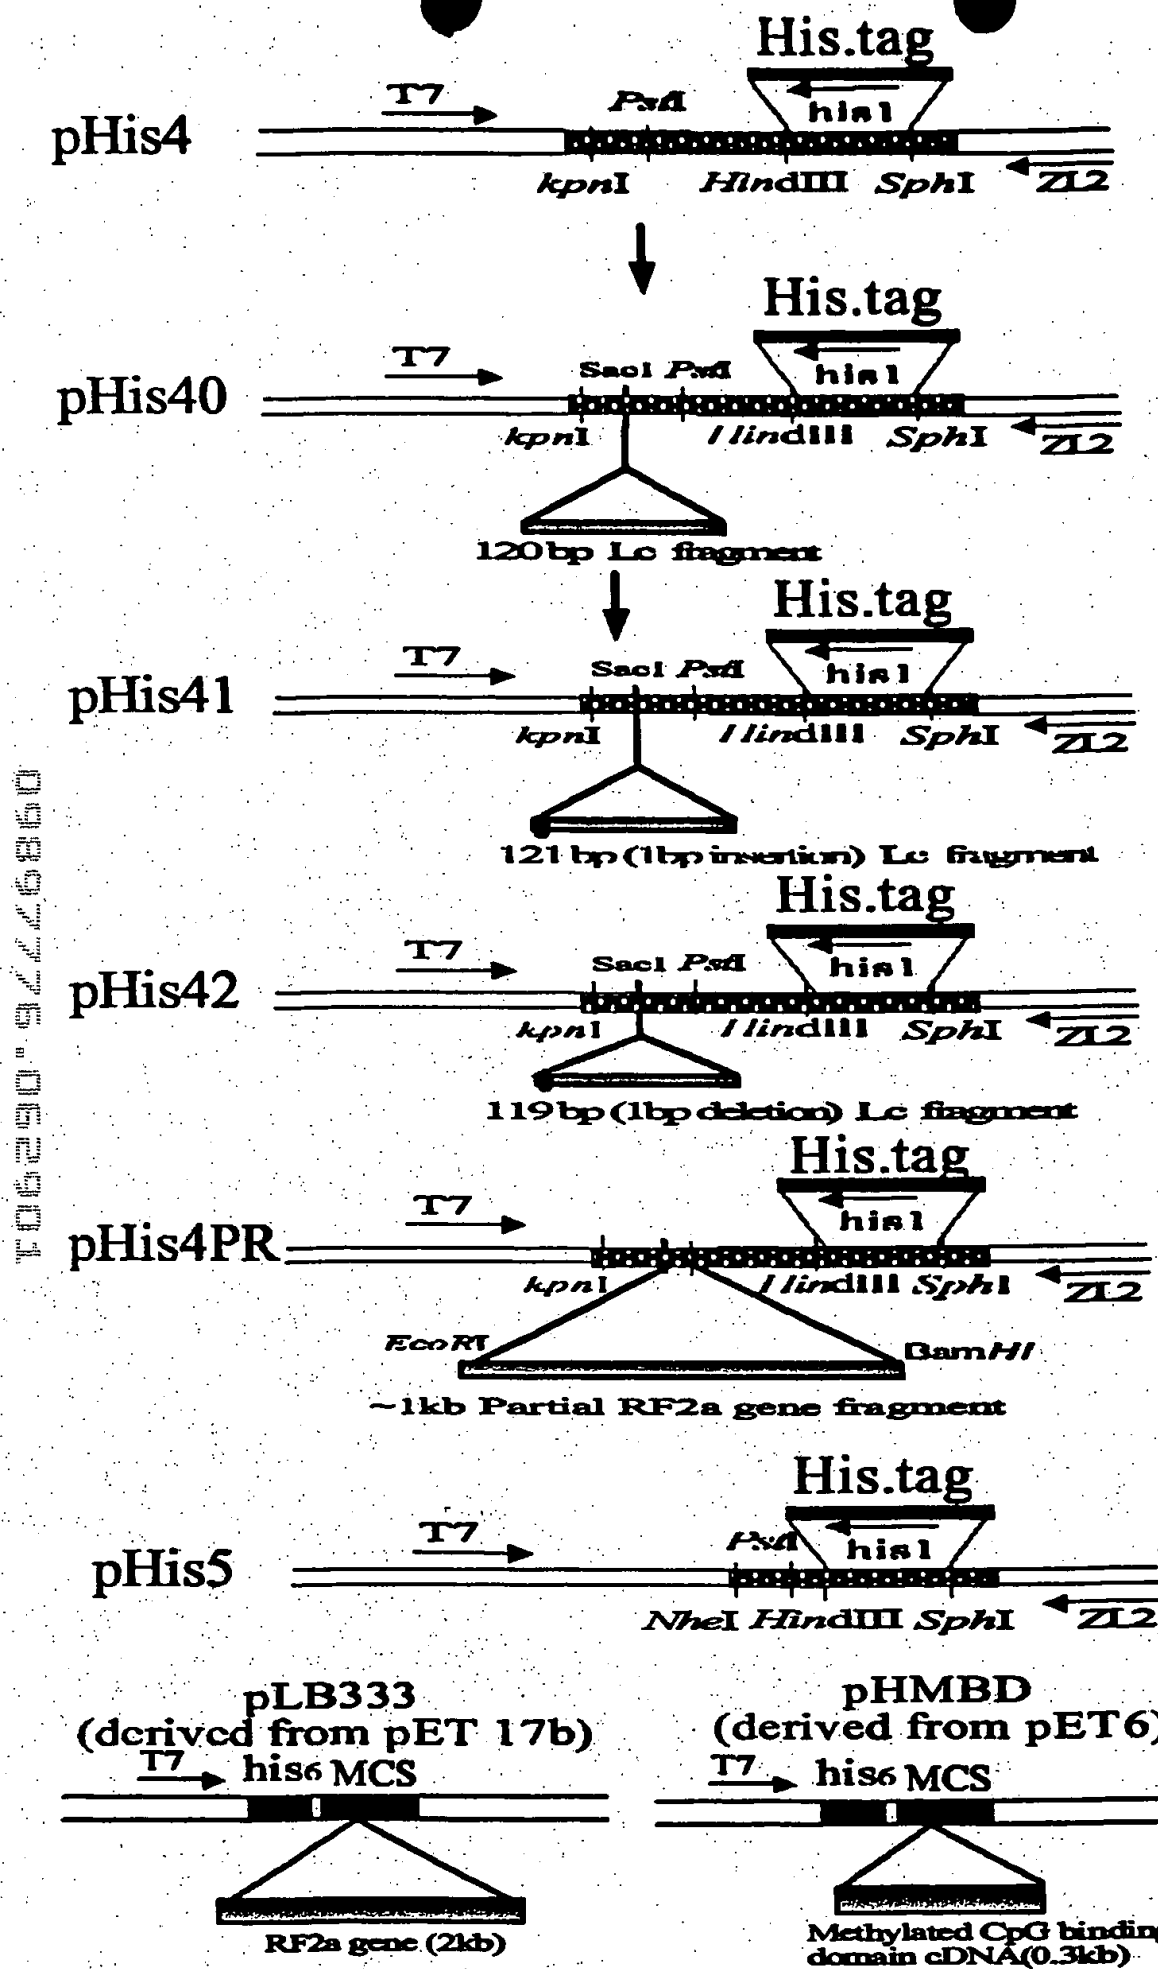 His.tag
T7
PstI
his1
pHis4
kpnI
HindIII
SphI
ZL2
His.tag
T7
SacI PstI
his1
pHis40
kpnI
HindIII
SphI
ZL2
120bp Lc fragment
His.tag
T7
SacI PstI
his1
pHis41
kpnI
HindIII
SphI
ZL2
121bp (1bp insertion) Lc fragment
His.tag
T7
SacI PstI
his1
pHis42
kpnI
HindIII
SphI
ZL2
119bp (1bp deletion) Lc fragment
His.tag
T7
his1
pHis4PR
kpnI
HindIII SphI
ZL2
EcoRI
BamHI
~1kb Partial RF2a gene fragment
His.tag
T7
PstI
his1
pHis5
NheI HindIII SphI
ZL2
pLB333
(derived from pET 17b)
T7
his6 MCS
RF2a gene (2kb)
pHMBD
(derived from pET6)
T7
his6 MCS
Methylated CpG binding
domain cDNA(0.3kb)
09897776.062901